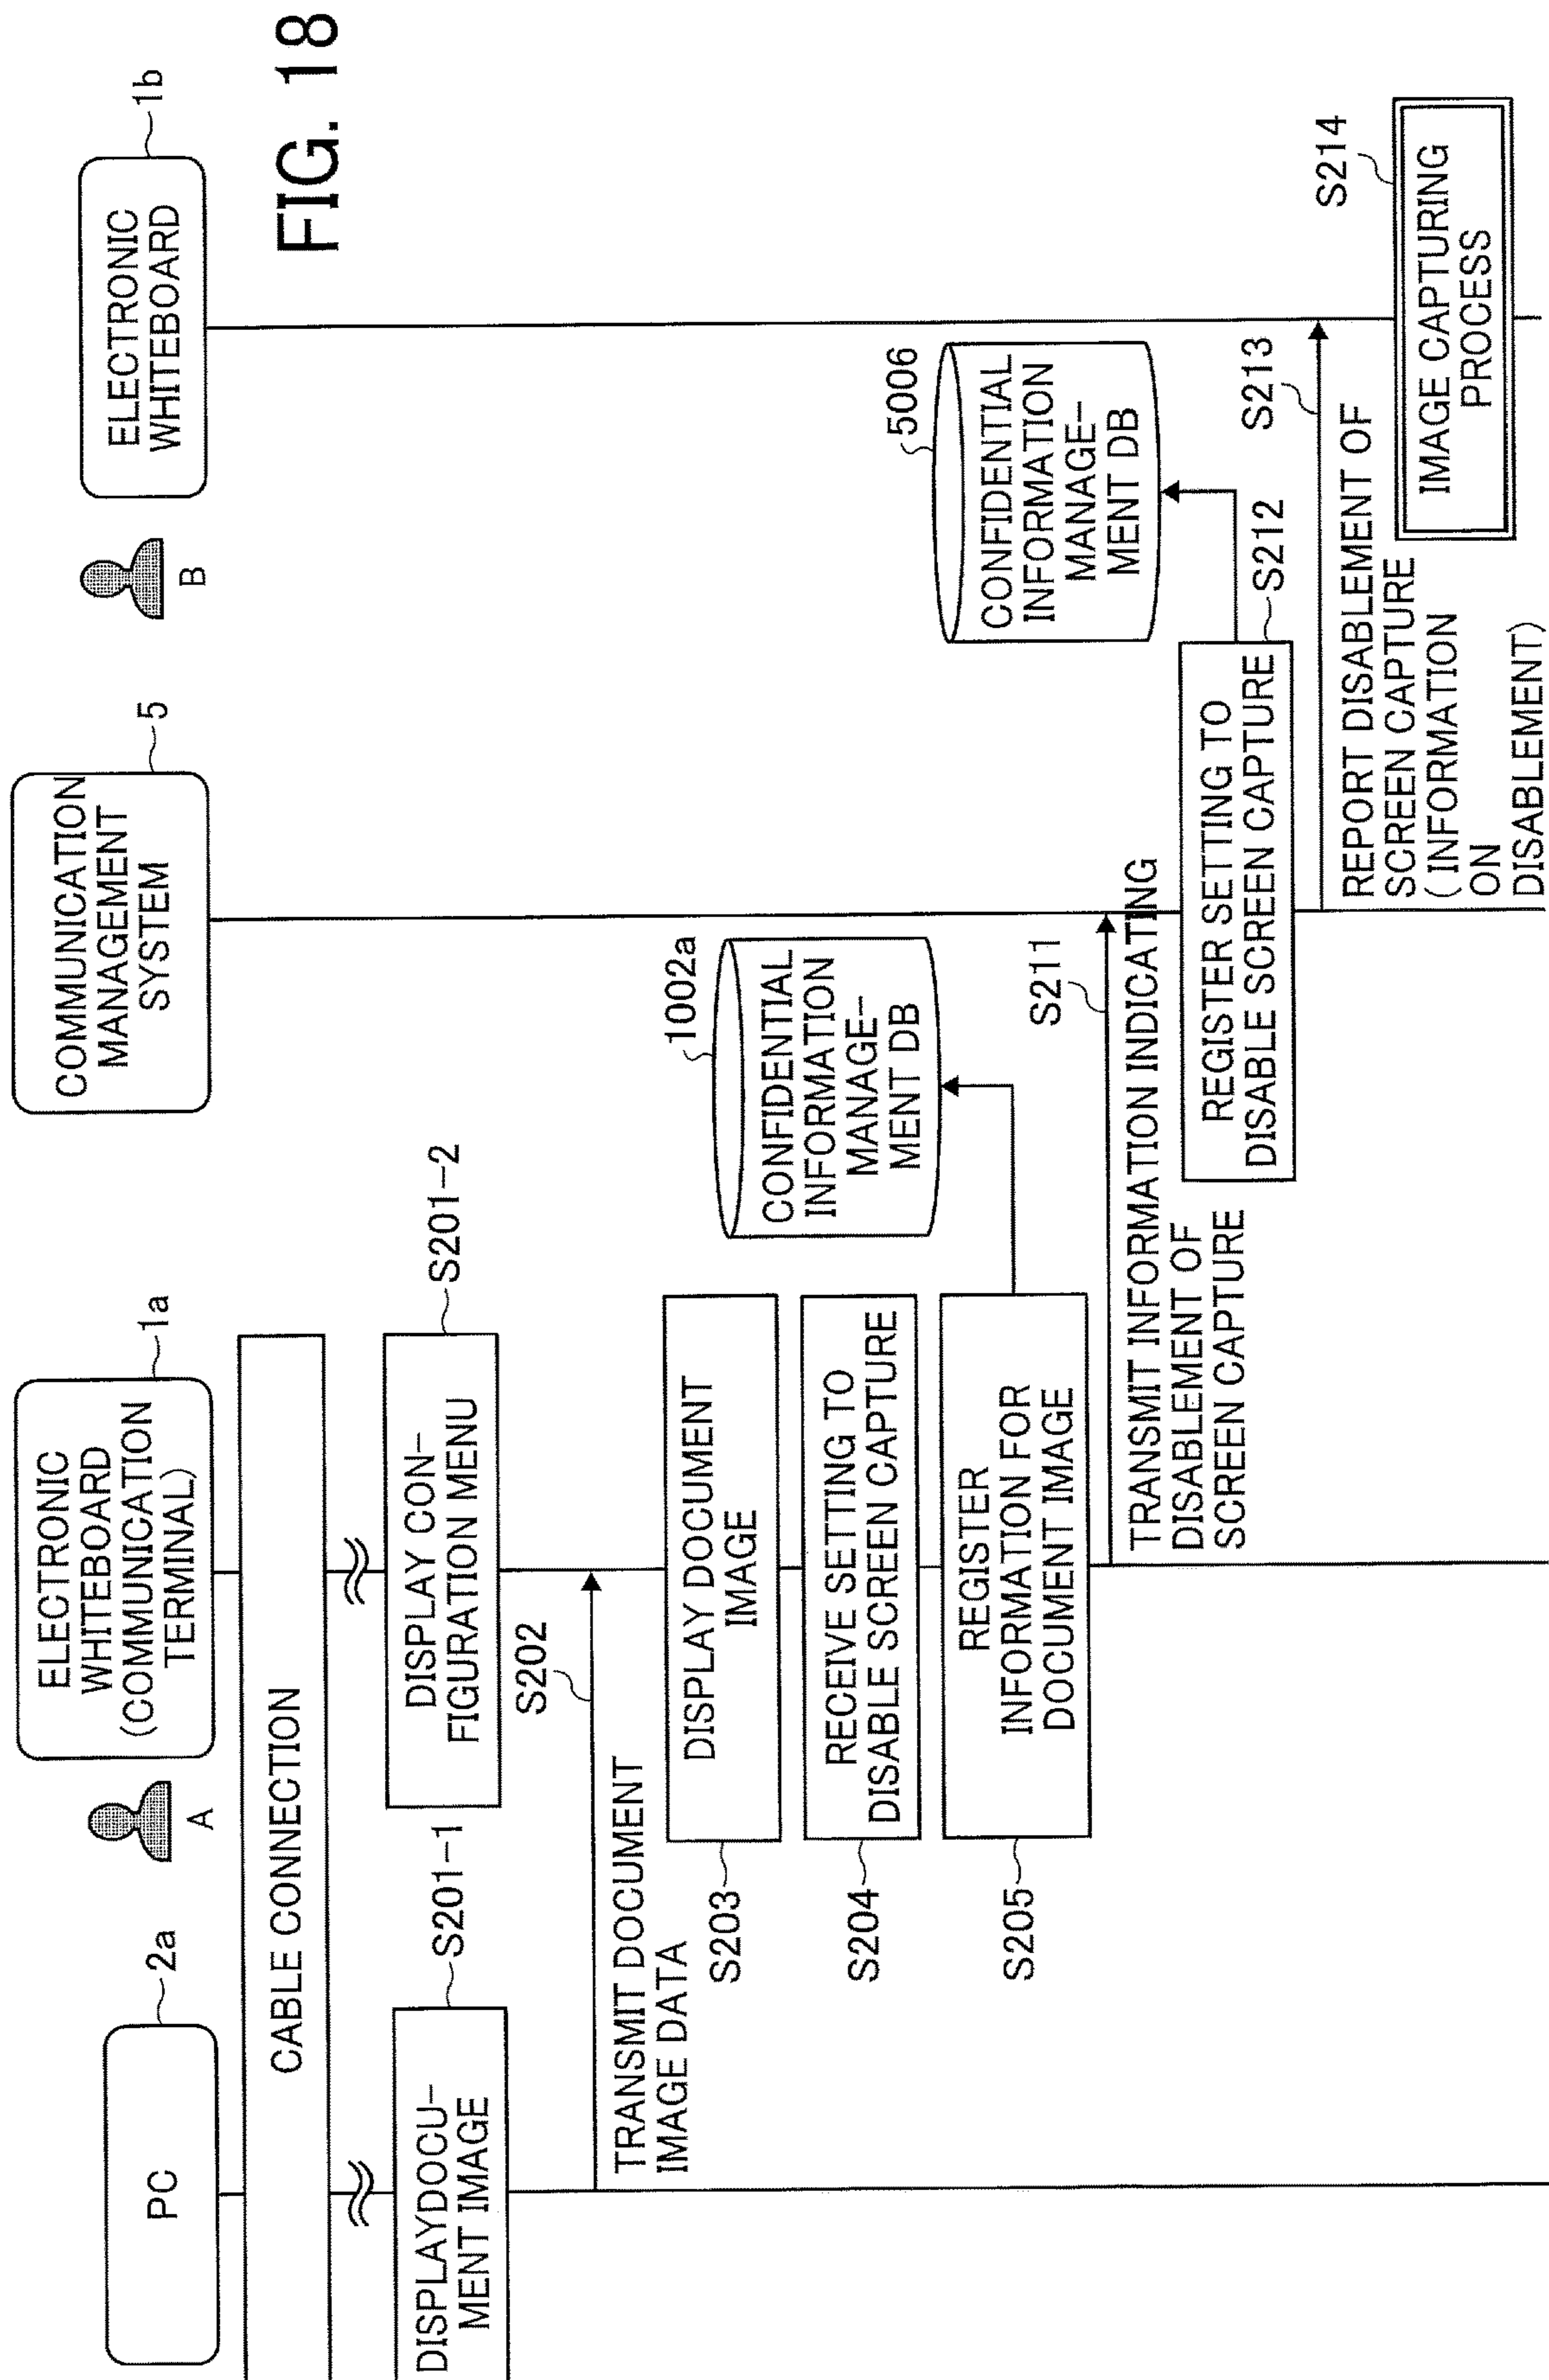 FIG. 18
PC
2a
A
ELECTRONIC
WHITEBOARD
(COMMUNICATION
TERMINAL)
1a
COMMUNICATION
MANAGEMENT
SYSTEM
5
B
ELECTRONIC
WHITEBOARD
1b
CABLE CONNECTION
DISPLAYDOCU-
MENT IMAGE
S201-1
DISPLAY CON-
FIGURATION MENU
S201-2
S202
TRANSMIT DOCUMENT
IMAGE DATA
S203
DISPLAY DOCUMENT
IMAGE
S204
RECEIVE SETTING TO
DISABLE SCREEN CAPTURE
S205
REGISTER
INFORMATION FOR
DOCUMENT IMAGE
1002a
CONFIDENTIAL
INFORMATION
MANAGE-
MENT DB
S211
TRANSMIT INFORMATION INDICATING
DISABLEMENT OF
SCREEN CAPTURE
REGISTER SETTING TO
DISABLE SCREEN CAPTURE
S212
5006
CONFIDENTIAL
INFORMATION
MANAGE-
MENT DB
S213
REPORT DISABLEMENT OF
SCREEN CAPTURE
(INFORMATION
ON
DISABLEMENT)
S214
IMAGE CAPTURING
PROCESS